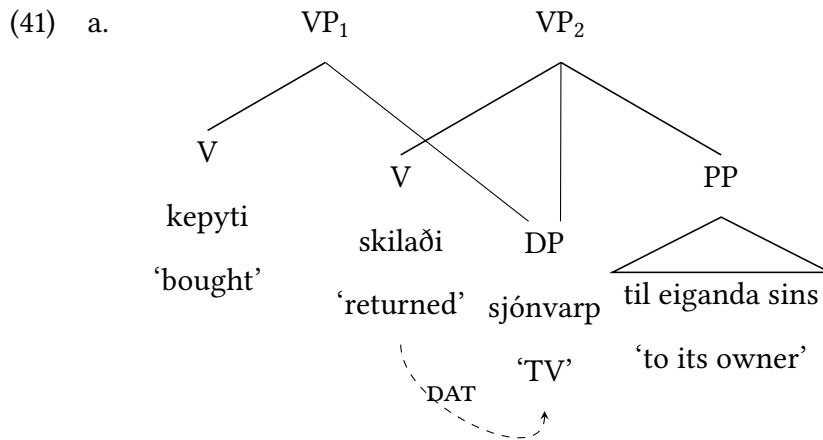 (41) a. VP1 VP2
V
V DP PP
kepyti
skilaði
'bought'
'returned'
sjónvarp
til eiganda sins
'TV'
'to its owner'
DAT